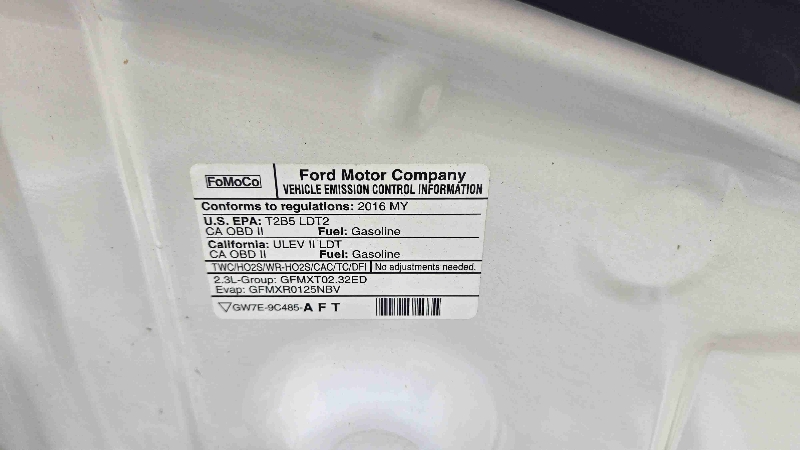 FoMoCo
Ford Motor Company
VEHICLE EMISSION CONTROL INFORMATION
Conforms to regulations: 2016 MY
U.S. EPA: T2B5 LDT2
CA OBD II Fuel: Gasoline
California: ULEV II LDT
CA OBD II Fuel: Gasoline
TWC/HO2S/WR-HO2S/CAC/TC/DFI No adjustments needed.
2.3L-Group: GFMXT02.32ED
Evap: GFMXR0125NBV
GW7E-9C485-A F T